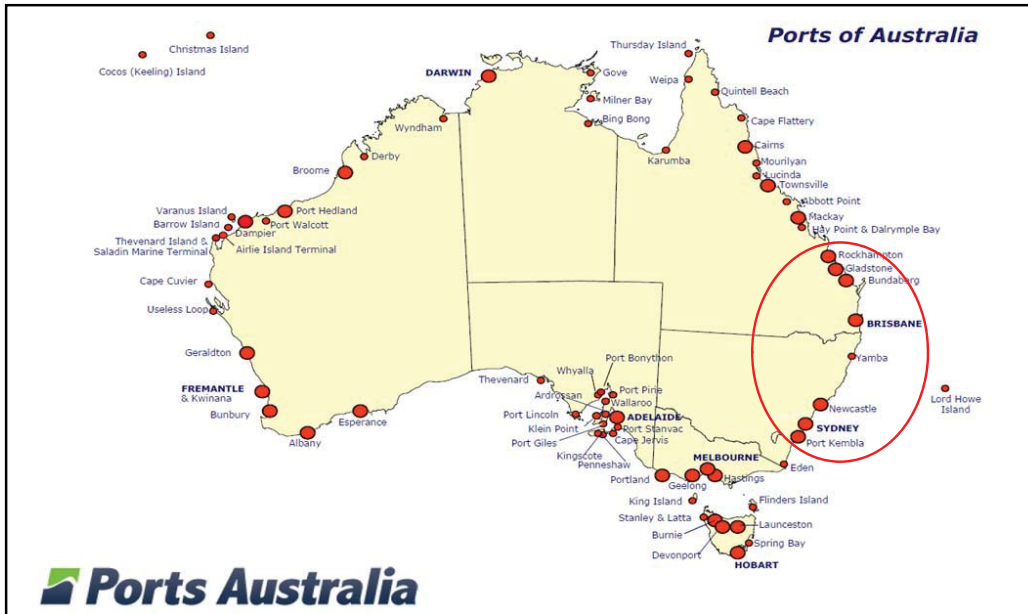 Ports of Australia
Christmas Island
Cocos (Keeling) Island
Thursday Island
DARWIN
Gove
Weipa
Quintell Beach
Milner Bay
Bing Bong
Cape Flattery
Wyndham
Cairns
Karumba
Derby
Mourilyan
Broome
Lucinda
Townsville
Abbott Point
Varanus Island
Port Hedland
Mackay
Barrow Island
Port Walcott
Hay Point & Dalrymple Bay
Dampier
Thevenard Island &
Saladin Marine Terminal
Airlie Island Terminal
Rockhampton
Gladstone
Bundaberg
Cape Cuvier
Useless Loop
BRISBANE
Geraldton
Yamba
Port Bonython
Whyalla
Thevenard
Port Pirie
FREMANTLE
& Kwinana
Ardrossan
Wallaroo
Lord Howe
Island
Newcastle
Bunbury
Esperance
Port Lincoln
ADELAIDE
Klein Point
Port Stanvac
SYDNEY
Albany
Port Giles
Cape Jervis
Port Kembla
Kingscote
MELBOURNE
Penneshaw
Eden
Portland
Geelong
Hastings
King Island
Flinders Island
Stanley & Latta
Launceston
Burnie
Spring Bay
Devonport
HOBART
Ports Australia